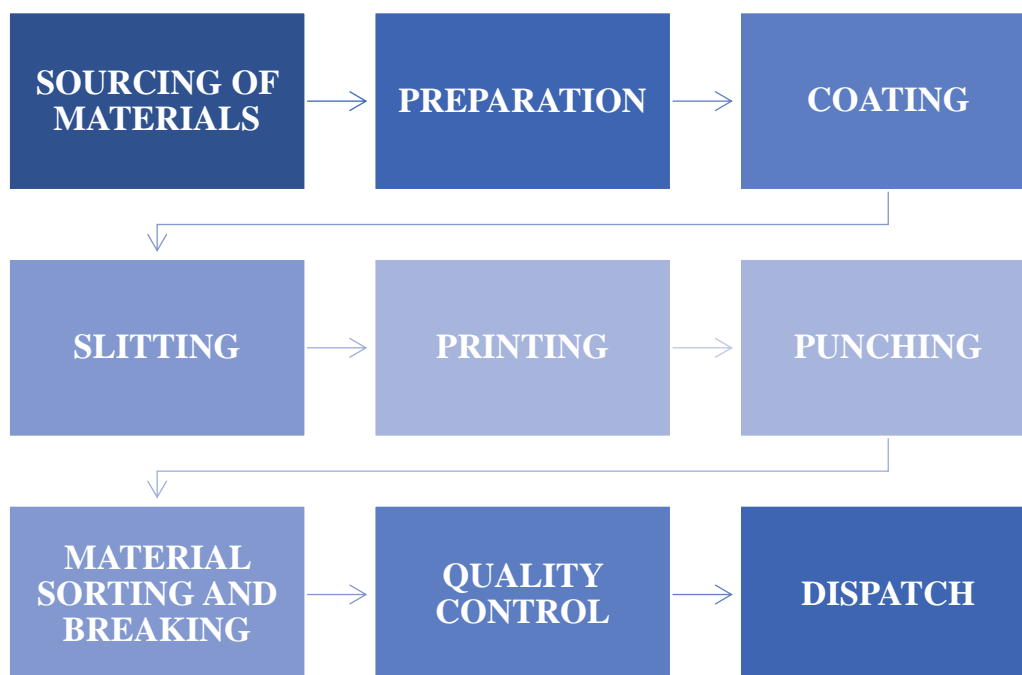 SOURCING OF
MATERIALS
PREPARATION
COATING
SLITTING
PRINTING
PUNCHING
MATERIAL
SORTING AND
BREAKING
QUALITY
CONTROL
DISPATCH